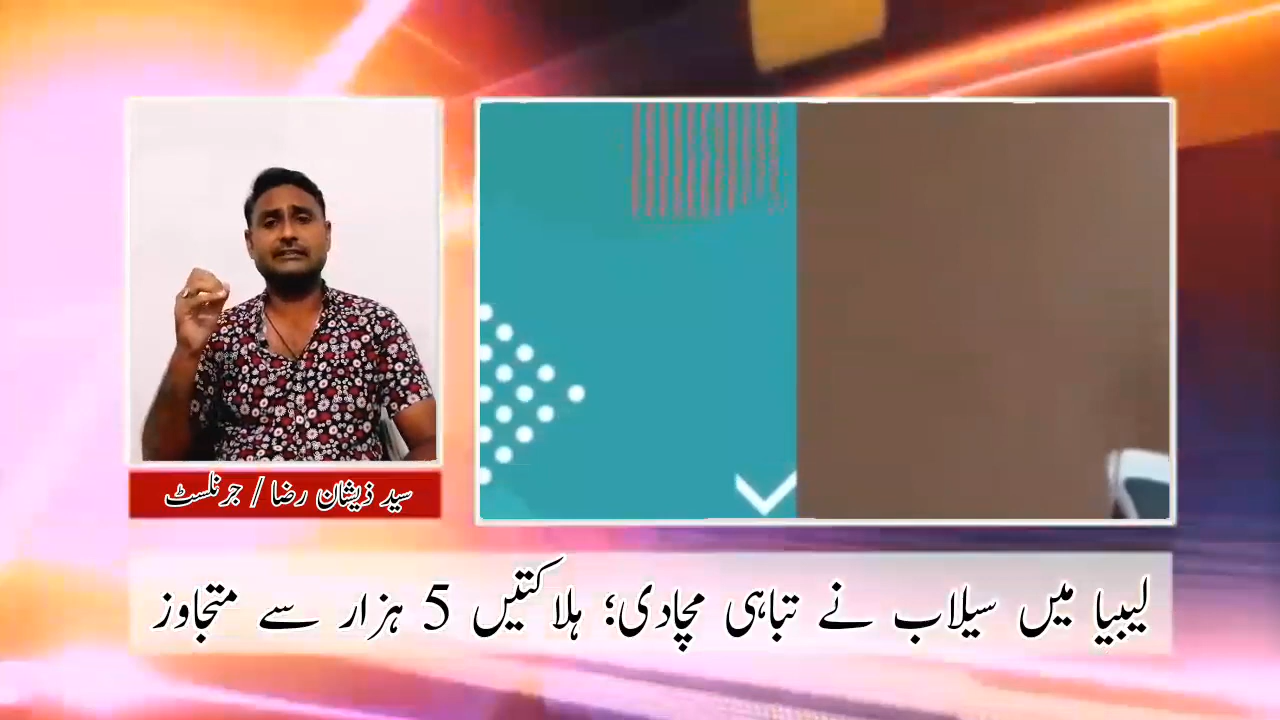 سید ذیشان رضا / جرنلسٹ
لیبیا میں سیلاب نے تباہی مچادی؛ ہلاکتیں 5 ہزار سے متجاوز